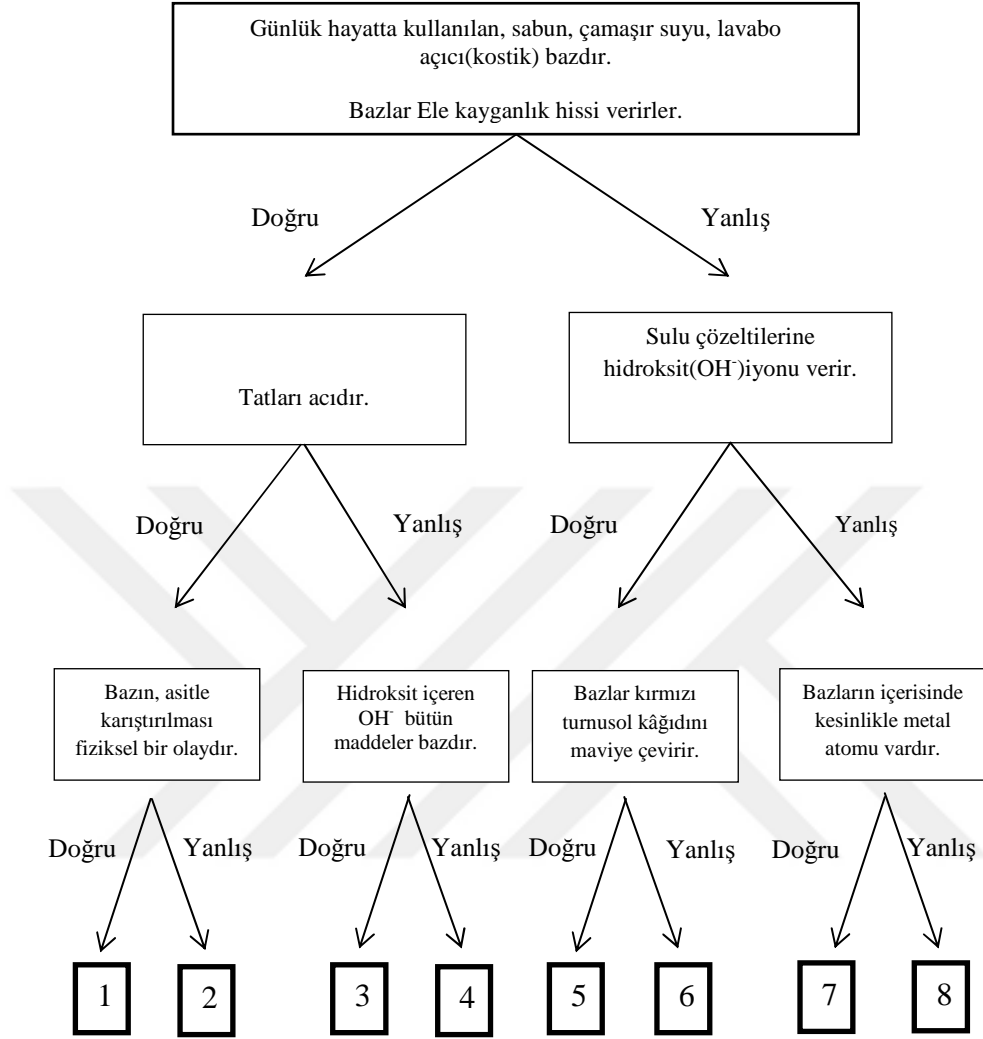 Günlük hayatta kullanılan, sabun, çamaşır suyu, lavabo
açıcı(kostik) bazdır.
Bazlar Ele kayganlık hissi verirler.
Doğru
Yanlış
Tatları acıdır.
Sulu çözeltilerine
hidroksit(OH⁻)iyonu verir.
Doğru
Yanlış
Doğru
Yanlış
Bazın, asitle
karıştırılması
fiziksel bir olaydır.
Hidroksit içeren
OH⁻ bütün
maddeler bazdır.
Bazlar kırmızı
turnusol kâğıdını
maviye çevirir.
Bazların içerisinde
kesinlikle metal
atomu vardır.
Doğru
Yanlış
Doğru
Yanlış
Doğru
Yanlış
Doğru
Yanlış
1
2
3
4
5
6
7
8